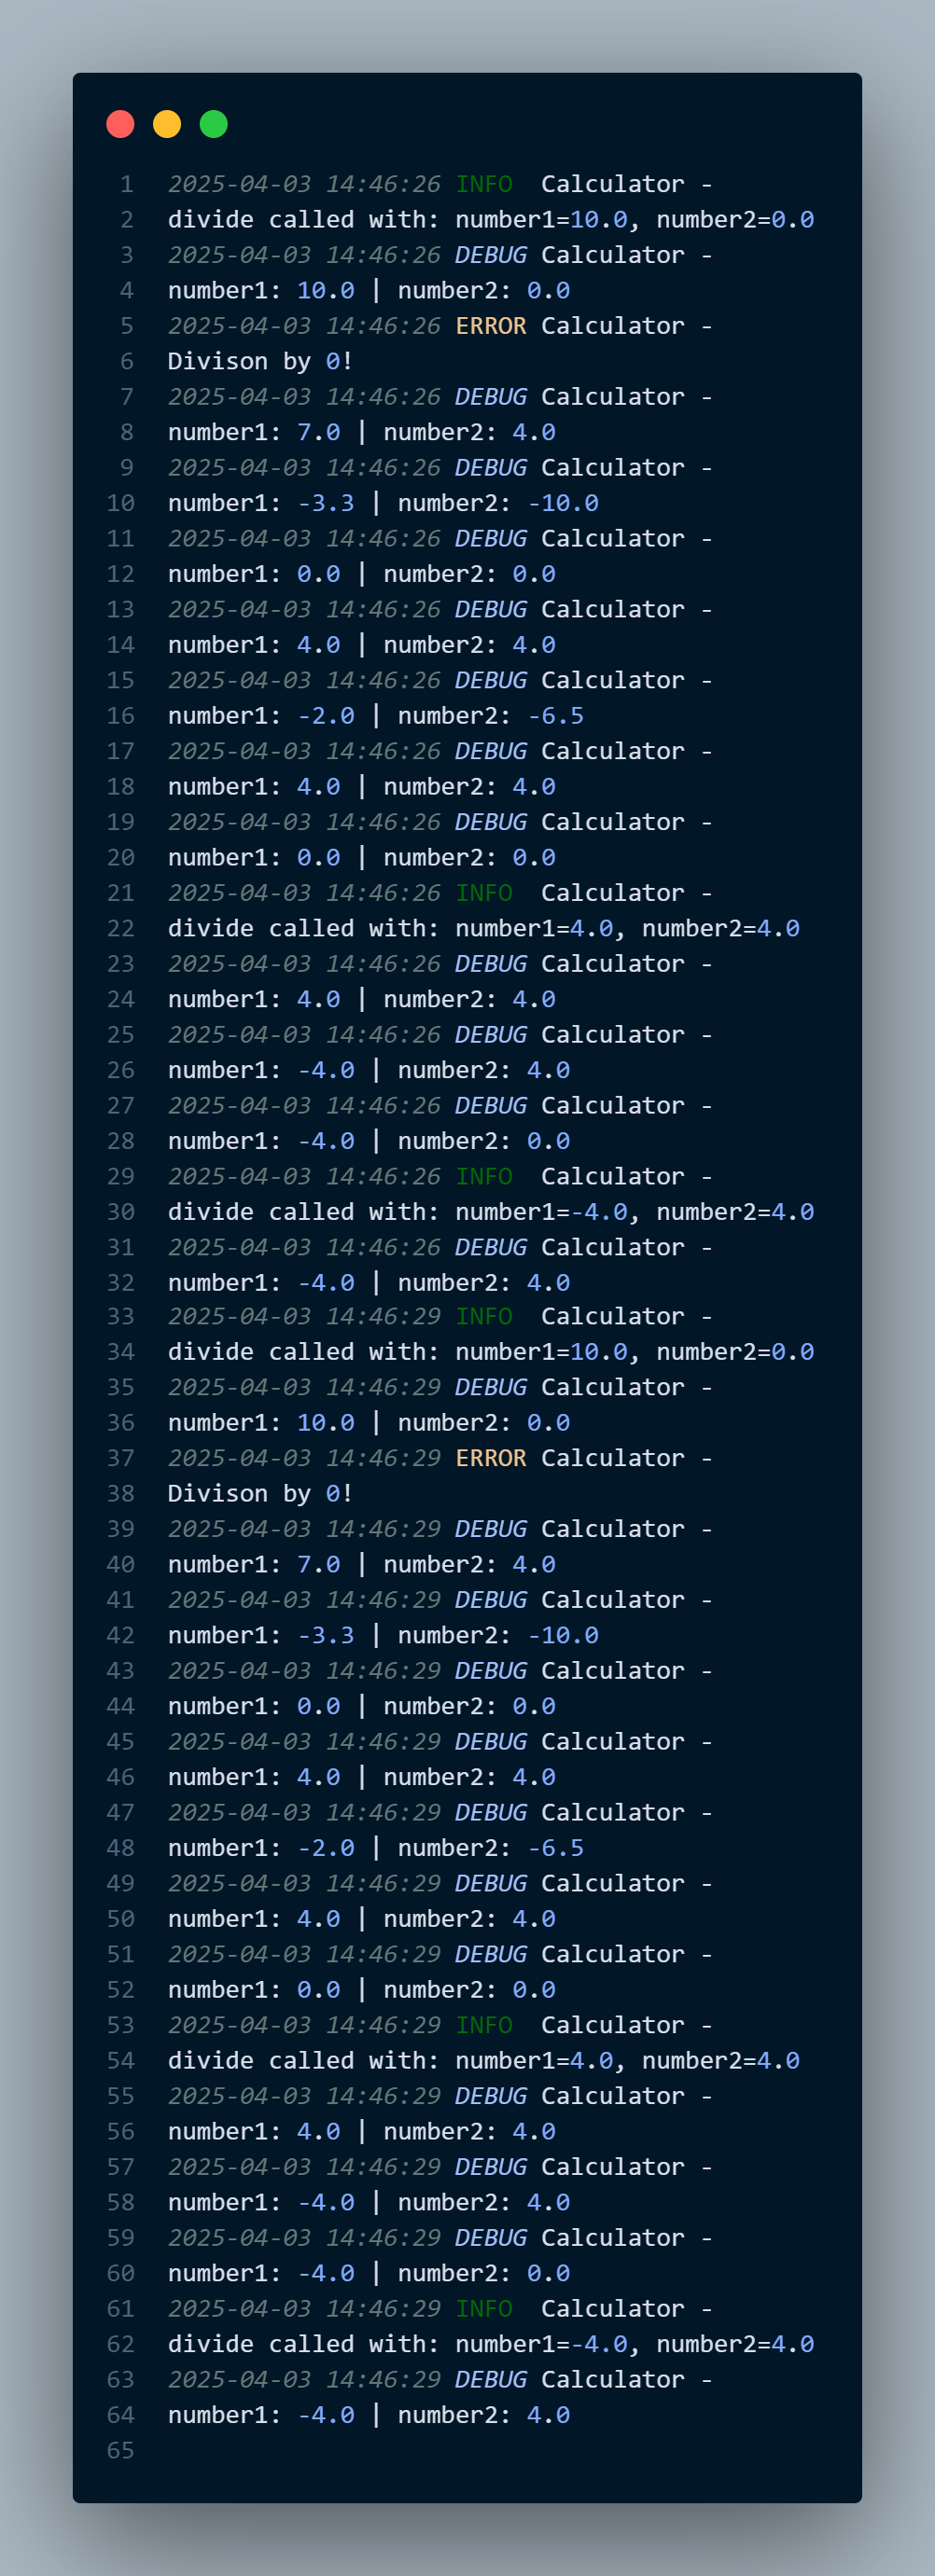 1 2025-04-03 14:46:26 INFO  Calculator -
2 divide called with: number1=10.0, number2=0.0
3 2025-04-03 14:46:26 DEBUG Calculator -
4 number1: 10.0 | number2: 0.0
5 2025-04-03 14:46:26 ERROR Calculator -
6 Divison by 0!
7 2025-04-03 14:46:26 DEBUG Calculator -
8 number1: 7.0 | number2: 4.0
9 2025-04-03 14:46:26 DEBUG Calculator -
10 number1: -3.3 | number2: -10.0
11 2025-04-03 14:46:26 DEBUG Calculator -
12 number1: 0.0 | number2: 0.0
13 2025-04-03 14:46:26 DEBUG Calculator -
14 number1: 4.0 | number2: 4.0
15 2025-04-03 14:46:26 DEBUG Calculator -
16 number1: -2.0 | number2: -6.5
17 2025-04-03 14:46:26 DEBUG Calculator -
18 number1: 4.0 | number2: 4.0
19 2025-04-03 14:46:26 DEBUG Calculator -
20 number1: 0.0 | number2: 0.0
21 2025-04-03 14:46:26 INFO  Calculator -
22 divide called with: number1=4.0, number2=4.0
23 2025-04-03 14:46:26 DEBUG Calculator -
24 number1: 4.0 | number2: 4.0
25 2025-04-03 14:46:26 DEBUG Calculator -
26 number1: -4.0 | number2: 4.0
27 2025-04-03 14:46:26 DEBUG Calculator -
28 number1: -4.0 | number2: 0.0
29 2025-04-03 14:46:26 INFO  Calculator -
30 divide called with: number1=-4.0, number2=4.0
31 2025-04-03 14:46:26 DEBUG Calculator -
32 number1: -4.0 | number2: 4.0
33 2025-04-03 14:46:29 INFO  Calculator -
34 divide called with: number1=10.0, number2=0.0
35 2025-04-03 14:46:29 DEBUG Calculator -
36 number1: 10.0 | number2: 0.0
37 2025-04-03 14:46:29 ERROR Calculator -
38 Divison by 0!
39 2025-04-03 14:46:29 DEBUG Calculator -
40 number1: 7.0 | number2: 4.0
41 2025-04-03 14:46:29 DEBUG Calculator -
42 number1: -3.3 | number2: -10.0
43 2025-04-03 14:46:29 DEBUG Calculator -
44 number1: 0.0 | number2: 0.0
45 2025-04-03 14:46:29 DEBUG Calculator -
46 number1: 4.0 | number2: 4.0
47 2025-04-03 14:46:29 DEBUG Calculator -
48 number1: -2.0 | number2: -6.5
49 2025-04-03 14:46:29 DEBUG Calculator -
50 number1: 4.0 | number2: 4.0
51 2025-04-03 14:46:29 DEBUG Calculator -
52 number1: 0.0 | number2: 0.0
53 2025-04-03 14:46:29 INFO  Calculator -
54 divide called with: number1=4.0, number2=4.0
55 2025-04-03 14:46:29 DEBUG Calculator -
56 number1: 4.0 | number2: 4.0
57 2025-04-03 14:46:29 DEBUG Calculator -
58 number1: -4.0 | number2: 4.0
59 2025-04-03 14:46:29 DEBUG Calculator -
60 number1: -4.0 | number2: 0.0
61 2025-04-03 14:46:29 INFO  Calculator -
62 divide called with: number1=-4.0, number2=4.0
63 2025-04-03 14:46:29 DEBUG Calculator -
64 number1: -4.0 | number2: 4.0
65